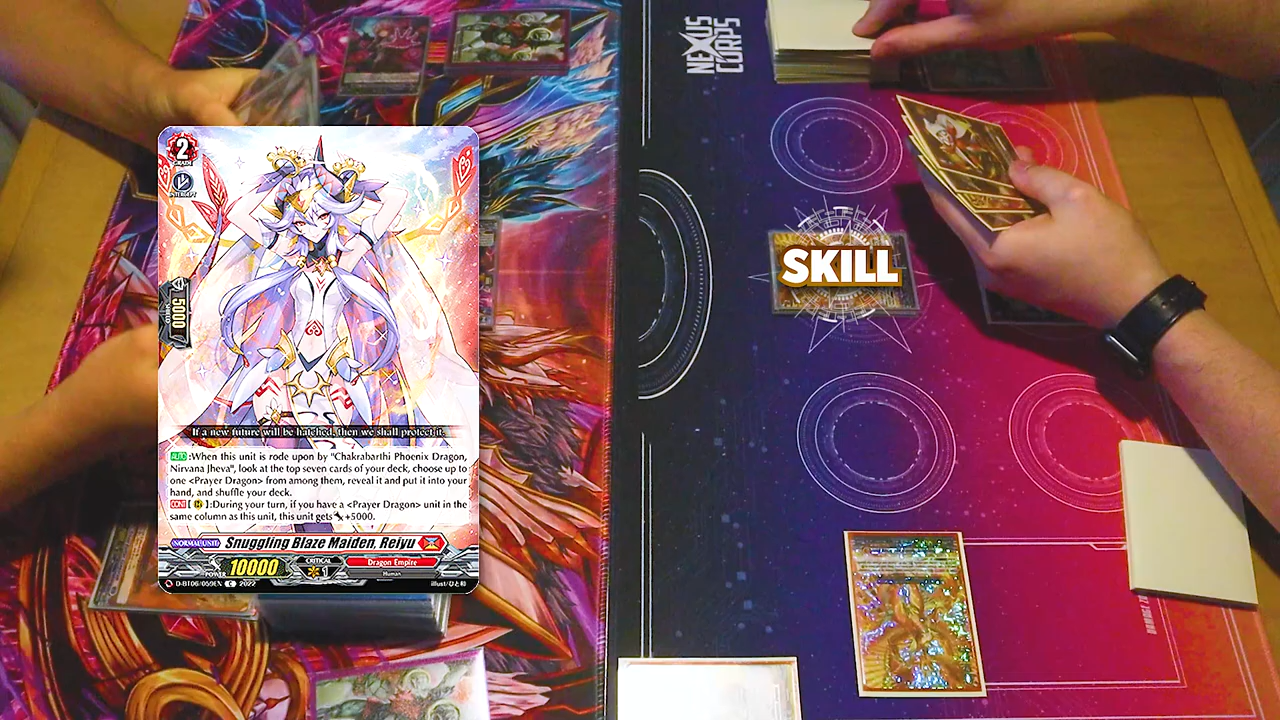 NEXUS
CORPS
SKILL
2
GRADE
INTERCEPT
5000
SHIELD
If a new future will be hatched, then we shall protect it.
AUTO:When this unit is rode upon by "Chakrabarthi Phoenix Dragon,
Nirvana Jheva", look at the top seven cards of your deck, choose up to
one <Prayer Dragon> from among them, reveal it and put it into your
hand, and shuffle your deck.
CONT[ ]:During your turn, if you have a <Prayer Dragon> unit in the
same column as this unit, this unit gets +5000.
NORMAL UNIT Snuggling Blaze Maiden, Reiyu
POWER 10000 CRITICAL 1 Dragon Empire
Human
D-BT06/059EN C 2022 illust/ひと和